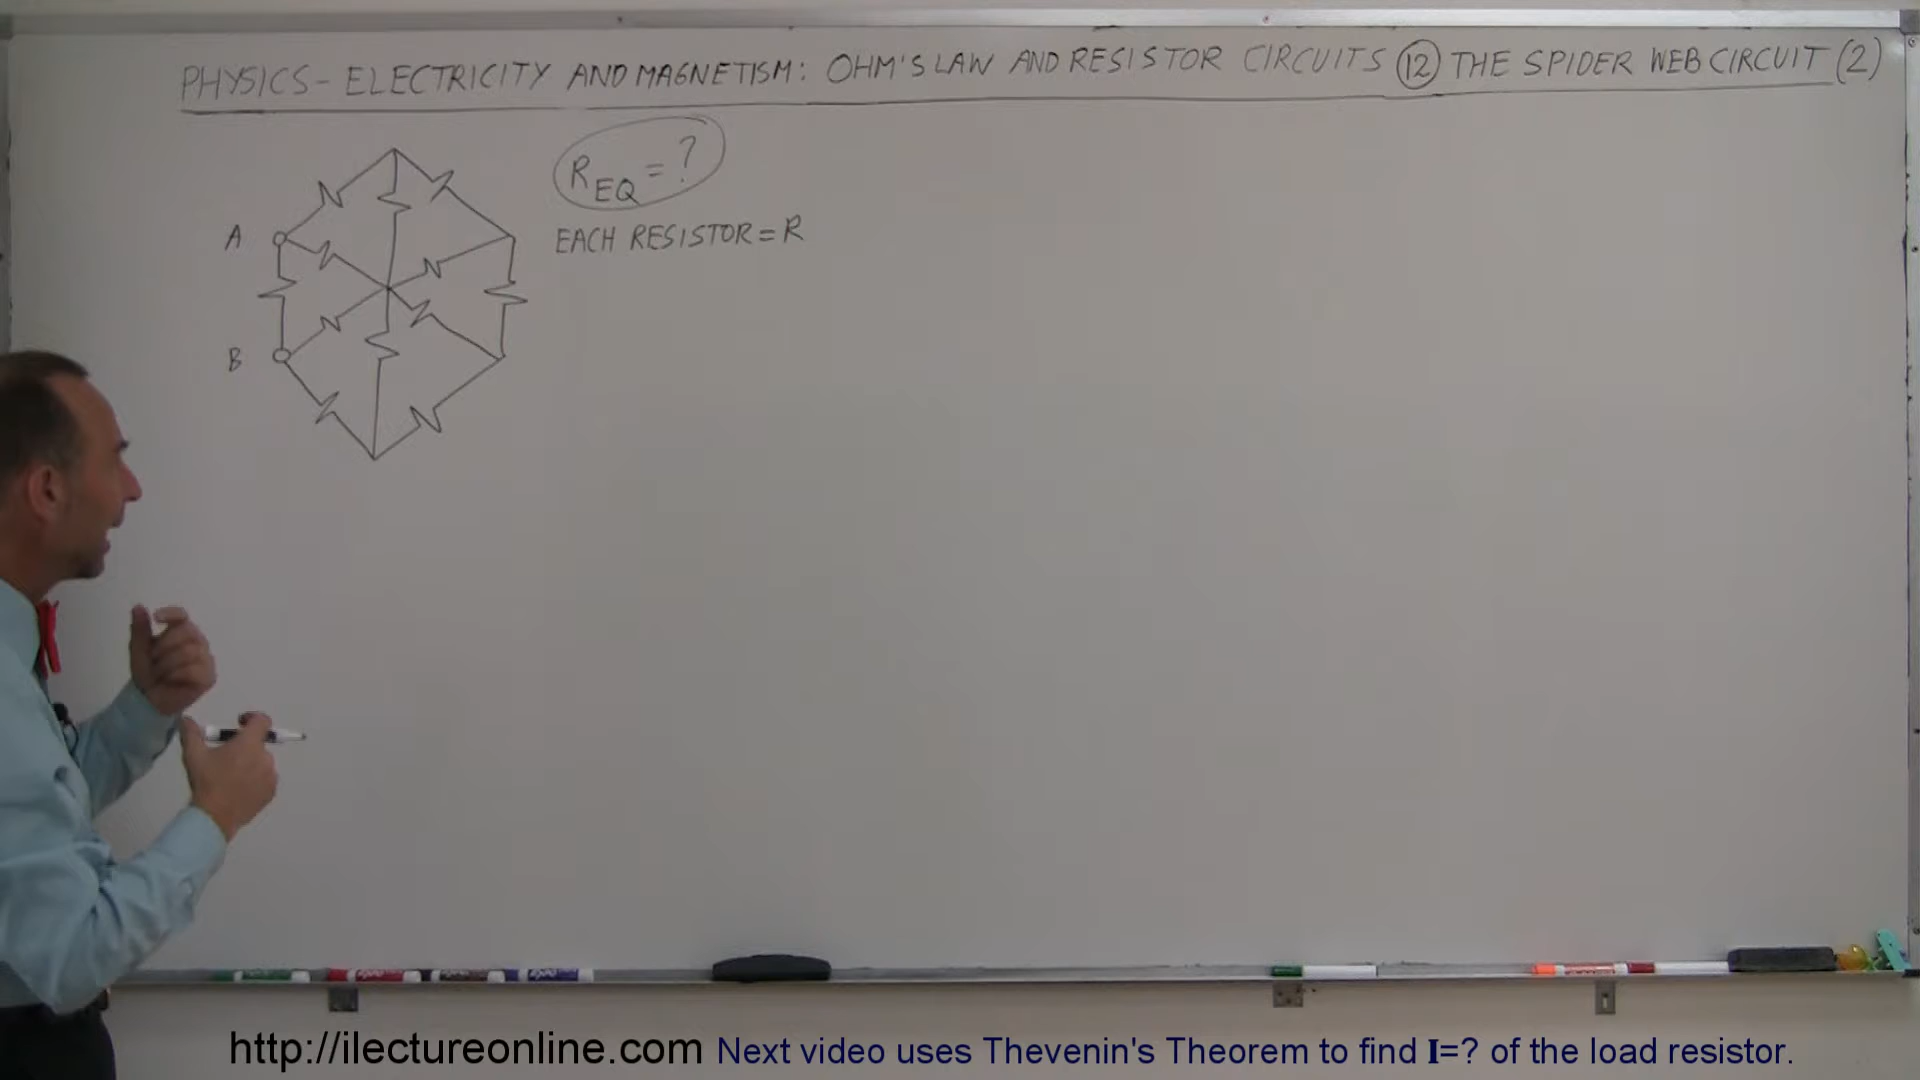 PHYSICS - ELECTRICITY AND MAGNETISM: OHM'S LAW AND RESISTOR CIRCUITS 12 THE SPIDER WEB CIRCUIT (2)
REQ = ?
EACH RESISTOR = R
A
B
http://ilectureonline.com Next video uses Thevenin's Theorem to find I=? of the load resistor.